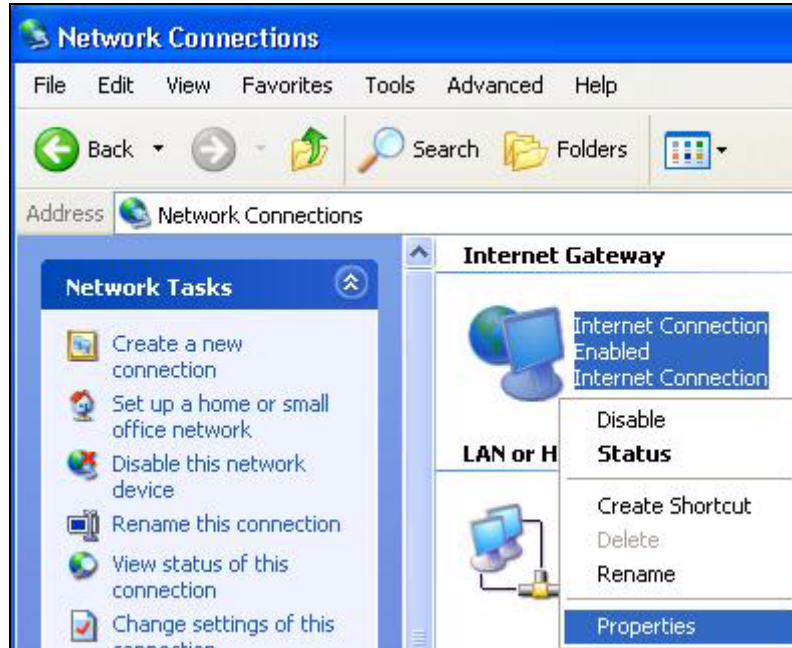 Network Connections
File Edit View Favorites Tools Advanced Help
Back Search Folders
Address Network Connections
Network Tasks
Create a new
connection
Set up a home or small
office network
Disable this network
device
Rename this connection
View status of this
connection
Change settings of this
connection
Internet Gateway
Internet Connection
Enabled
Internet Connection
LAN or H
Disable
Status
Create Shortcut
Delete
Rename
Properties